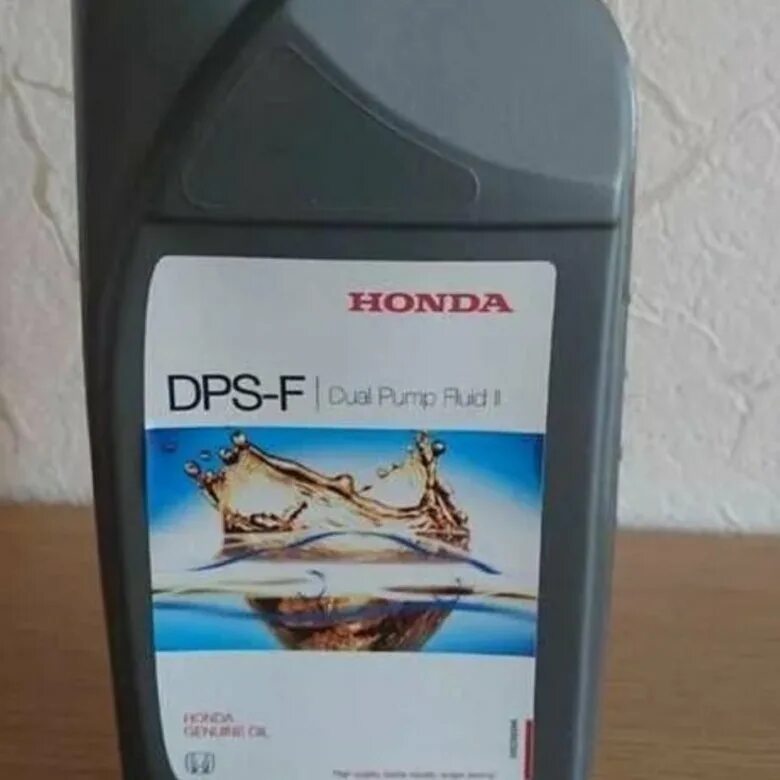 HONDA
DPS-F | Dual Pump Fluid II
HONDA
GENUINE OIL